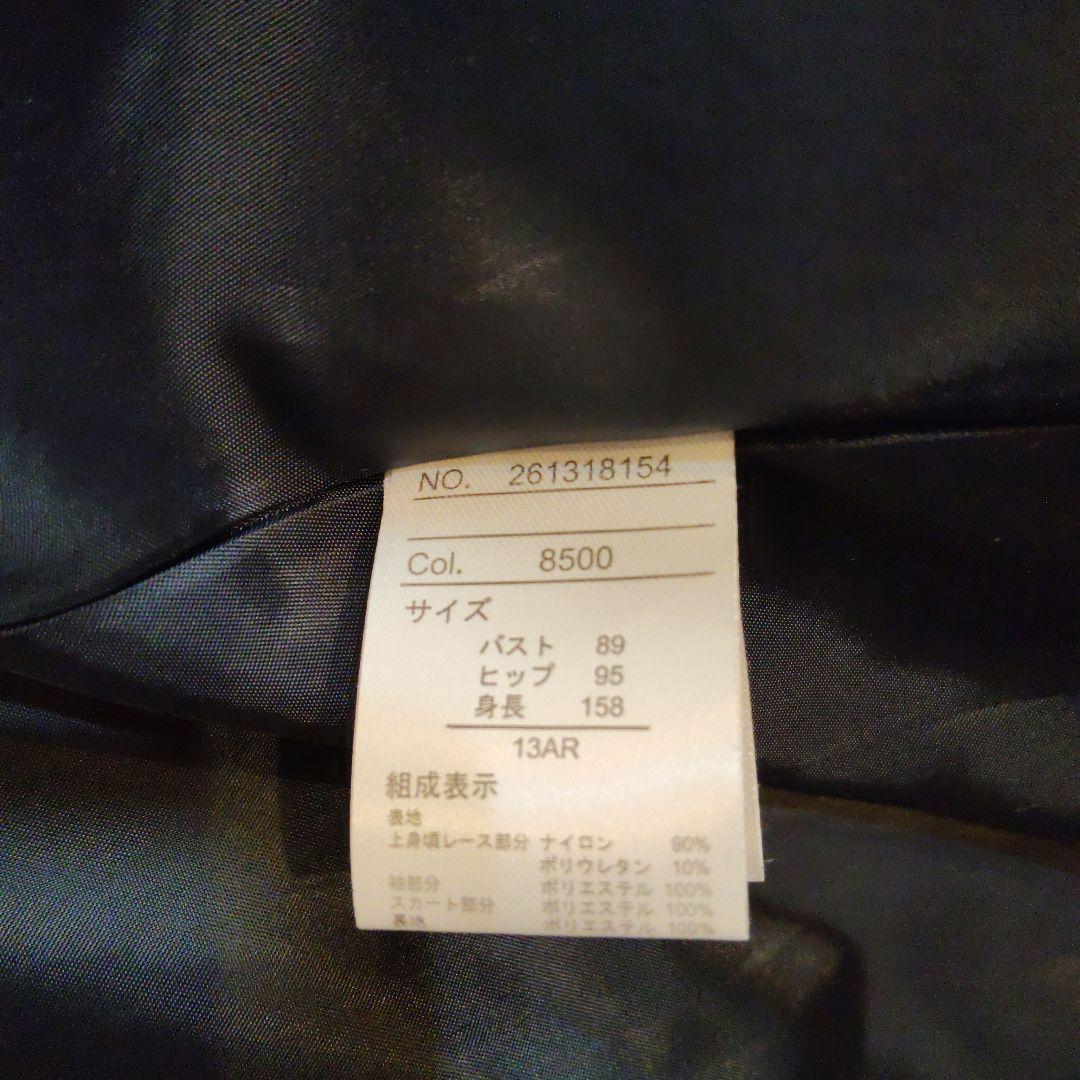 NO. 261318154
Col. 8500
サイズ
バスト 89
ヒップ 95
身長 158
13AR
組成表示
表地
上身頃レース部分 ナイロン 90%
ポリウレタン 10%
袖部分 ポリエステル 100%
スカート部分 ポリエステル 100%
裏地 ポリエステル 100%